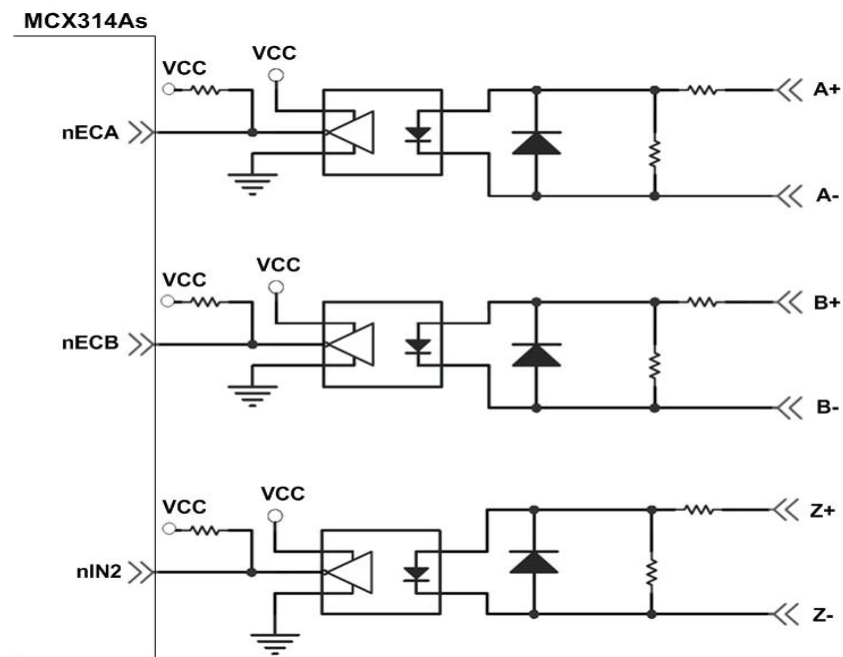 MCX314As
VCC
VCC
A+
nECA
A-
VCC
VCC
B+
nECB
B-
VCC
VCC
Z+
nIN2
Z-